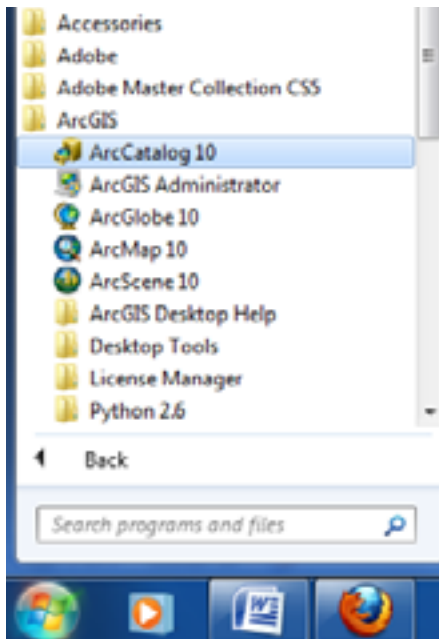 Accessories
Adobe
Adobe Master Collection CS5
ArcGIS
ArcCatalog 10
ArcGIS Administrator
ArcGlobe 10
ArcMap 10
ArcScene 10
ArcGIS Desktop Help
Desktop Tools
License Manager
Python 2.6
Back
Search programs and files
W